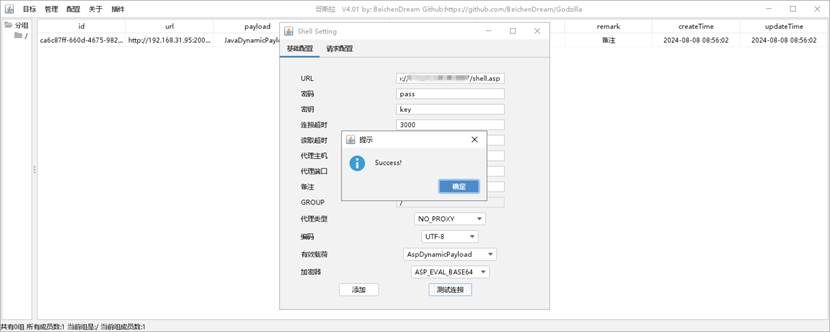 目标 管理 配置 关于 插件
哥斯拉 V4.01 by: BeichenDream Github:https://github.com/BeichenDream/Godzilla
分组
/
id url payload remark createTime updateTime
ca6c87ff-660d-4675-982... http://192.168.31.95:200... JavaDynamicPaylo 备注 2024-08-08 08:56:02 2024-08-08 08:56:02
Shell Setting
基础配置 请求配置
URL /shell.asp
密码 pass
密钥 key
连接超时 3000
读取超时
代理主机
代理端口
备注
GROUP /
代理类型 NO_PROXY
编码 UTF-8
有效载荷 AspDynamicPayload
加密器 ASP_EVAL_BASE64
添加 测试连接
提示
Success!
确定
共有0组 所有成员数:1 当前组是:/ 当前组成员数:1